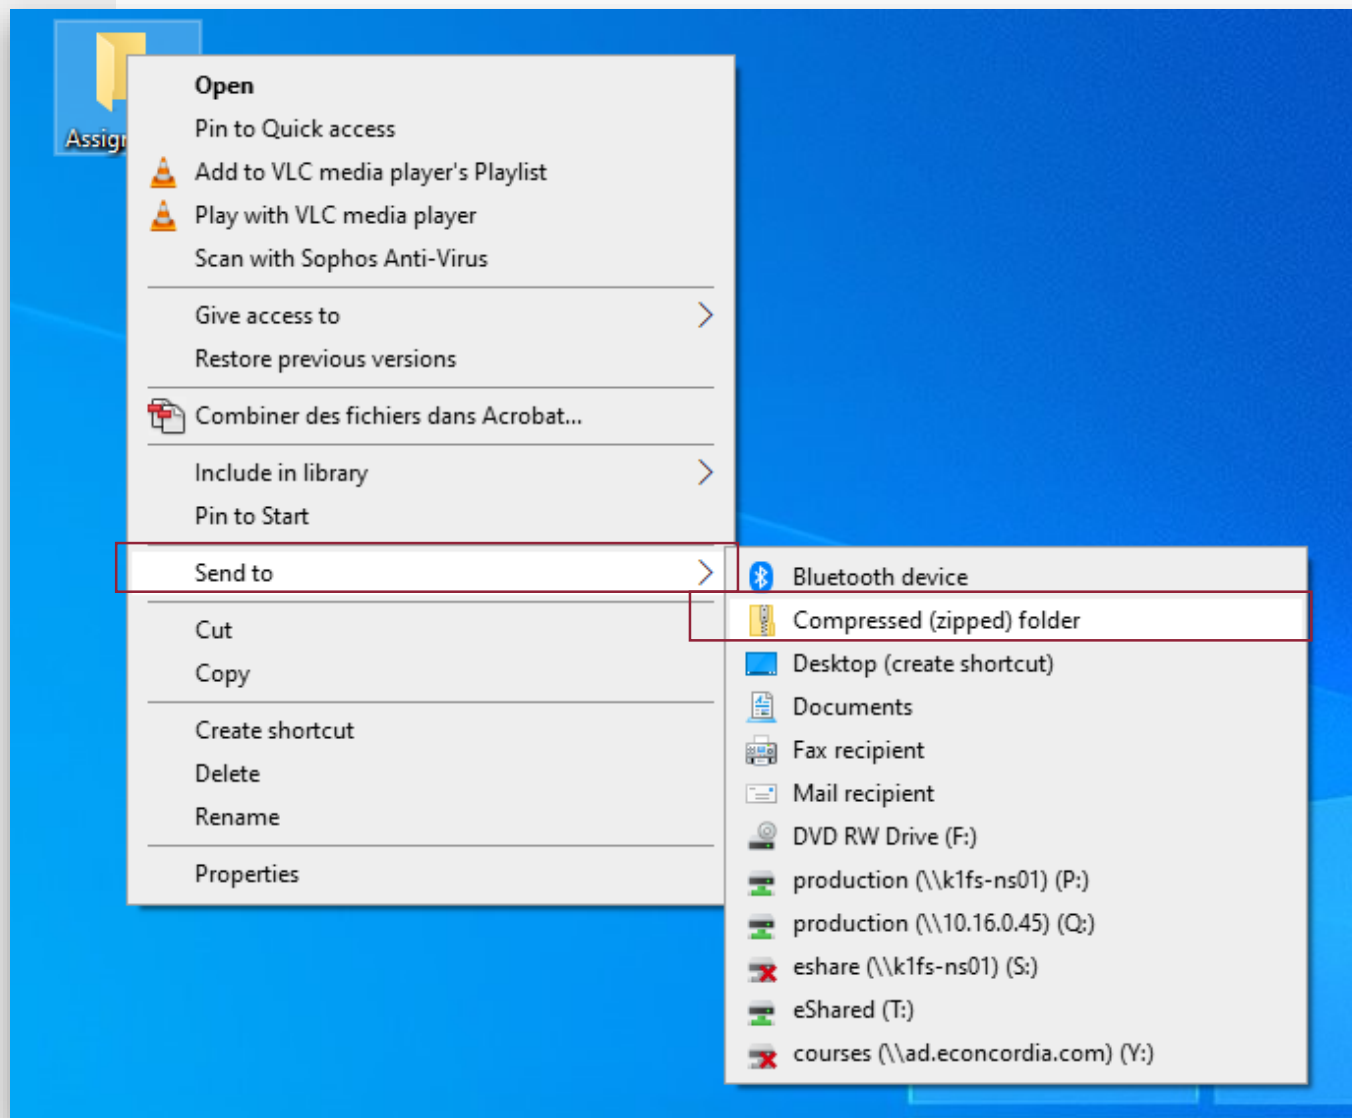 Assig
Open
Pin to Quick access
Add to VLC media player's Playlist
Play with VLC media player
Scan with Sophos Anti-Virus
Give access to
Restore previous versions
Combiner des fichiers dans Acrobat...
Include in library
Pin to Start
Send to
Cut
Copy
Create shortcut
Delete
Rename
Properties
Bluetooth device
Compressed (zipped) folder
Desktop (create shortcut)
Documents
Fax recipient
Mail recipient
DVD RW Drive (F:)
production (\\k1fs-ns01) (P:)
production (\\10.16.0.45) (Q:)
eshare (\\k1fs-ns01) (S:)
eShared (T:)
courses (\\ad.econcordia.com) (Y:)